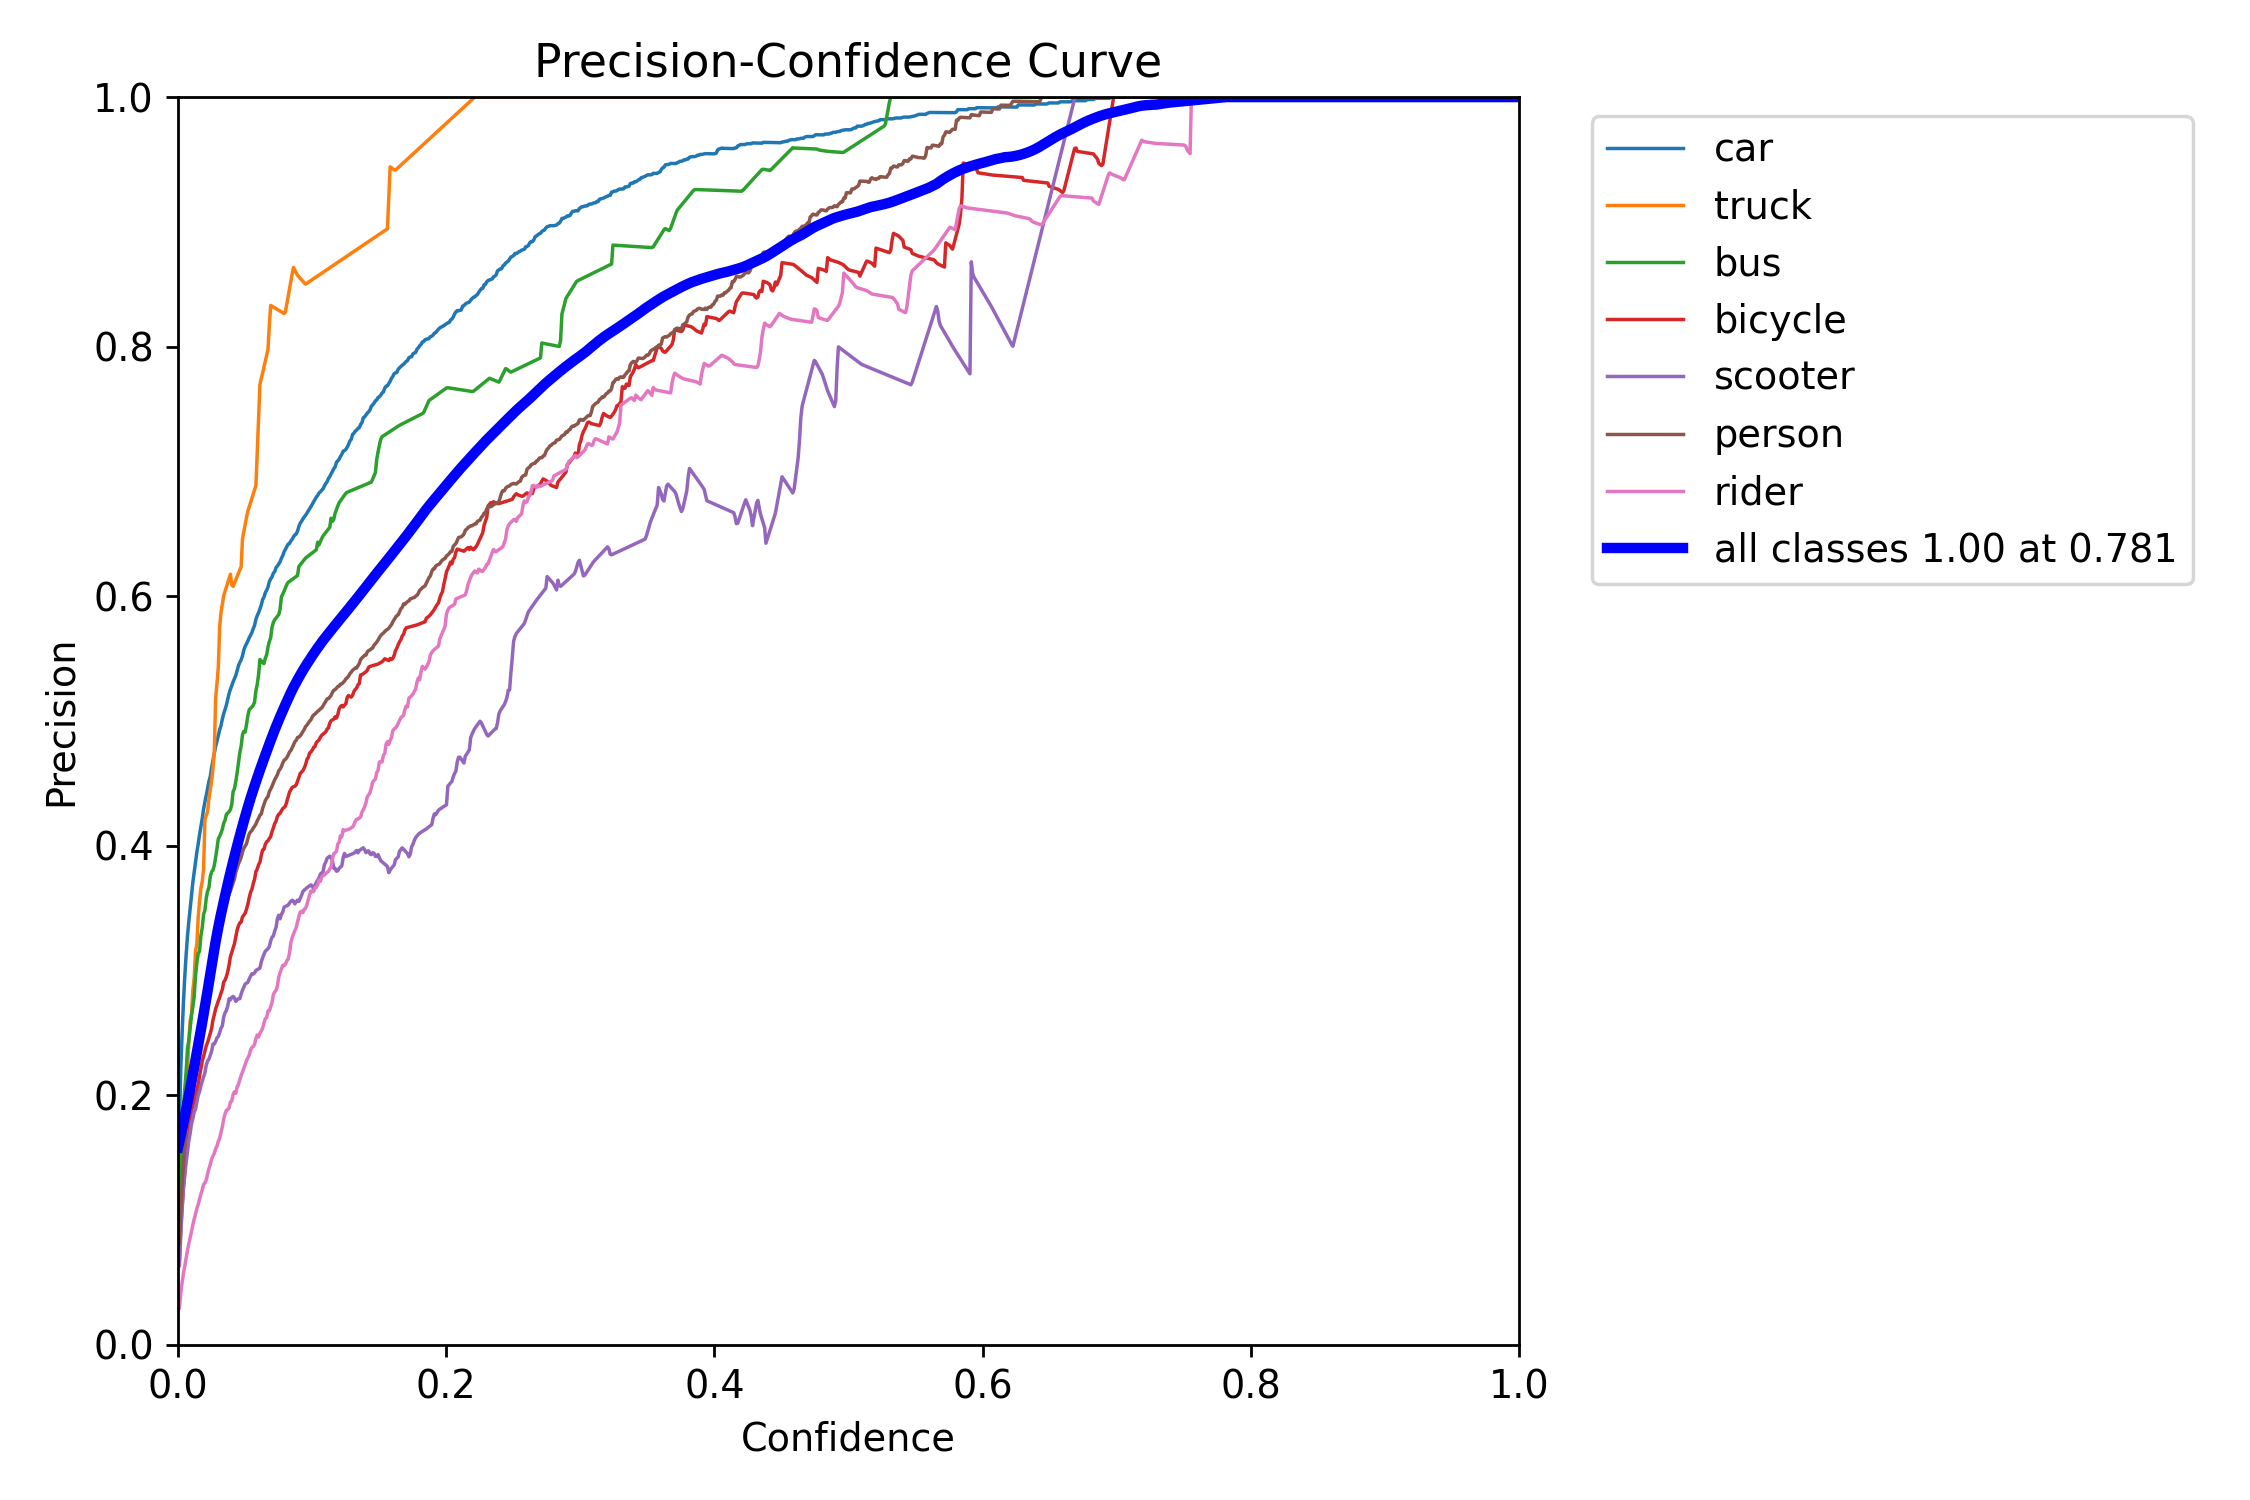 Precision-Confidence Curve
1.0
0.8
0.6
0.4
0.2
0.0
Precision
0.0 0.2 0.4 0.6 0.8 1.0
Confidence
car
truck
bus
bicycle
scooter
person
rider
all classes 1.00 at 0.781